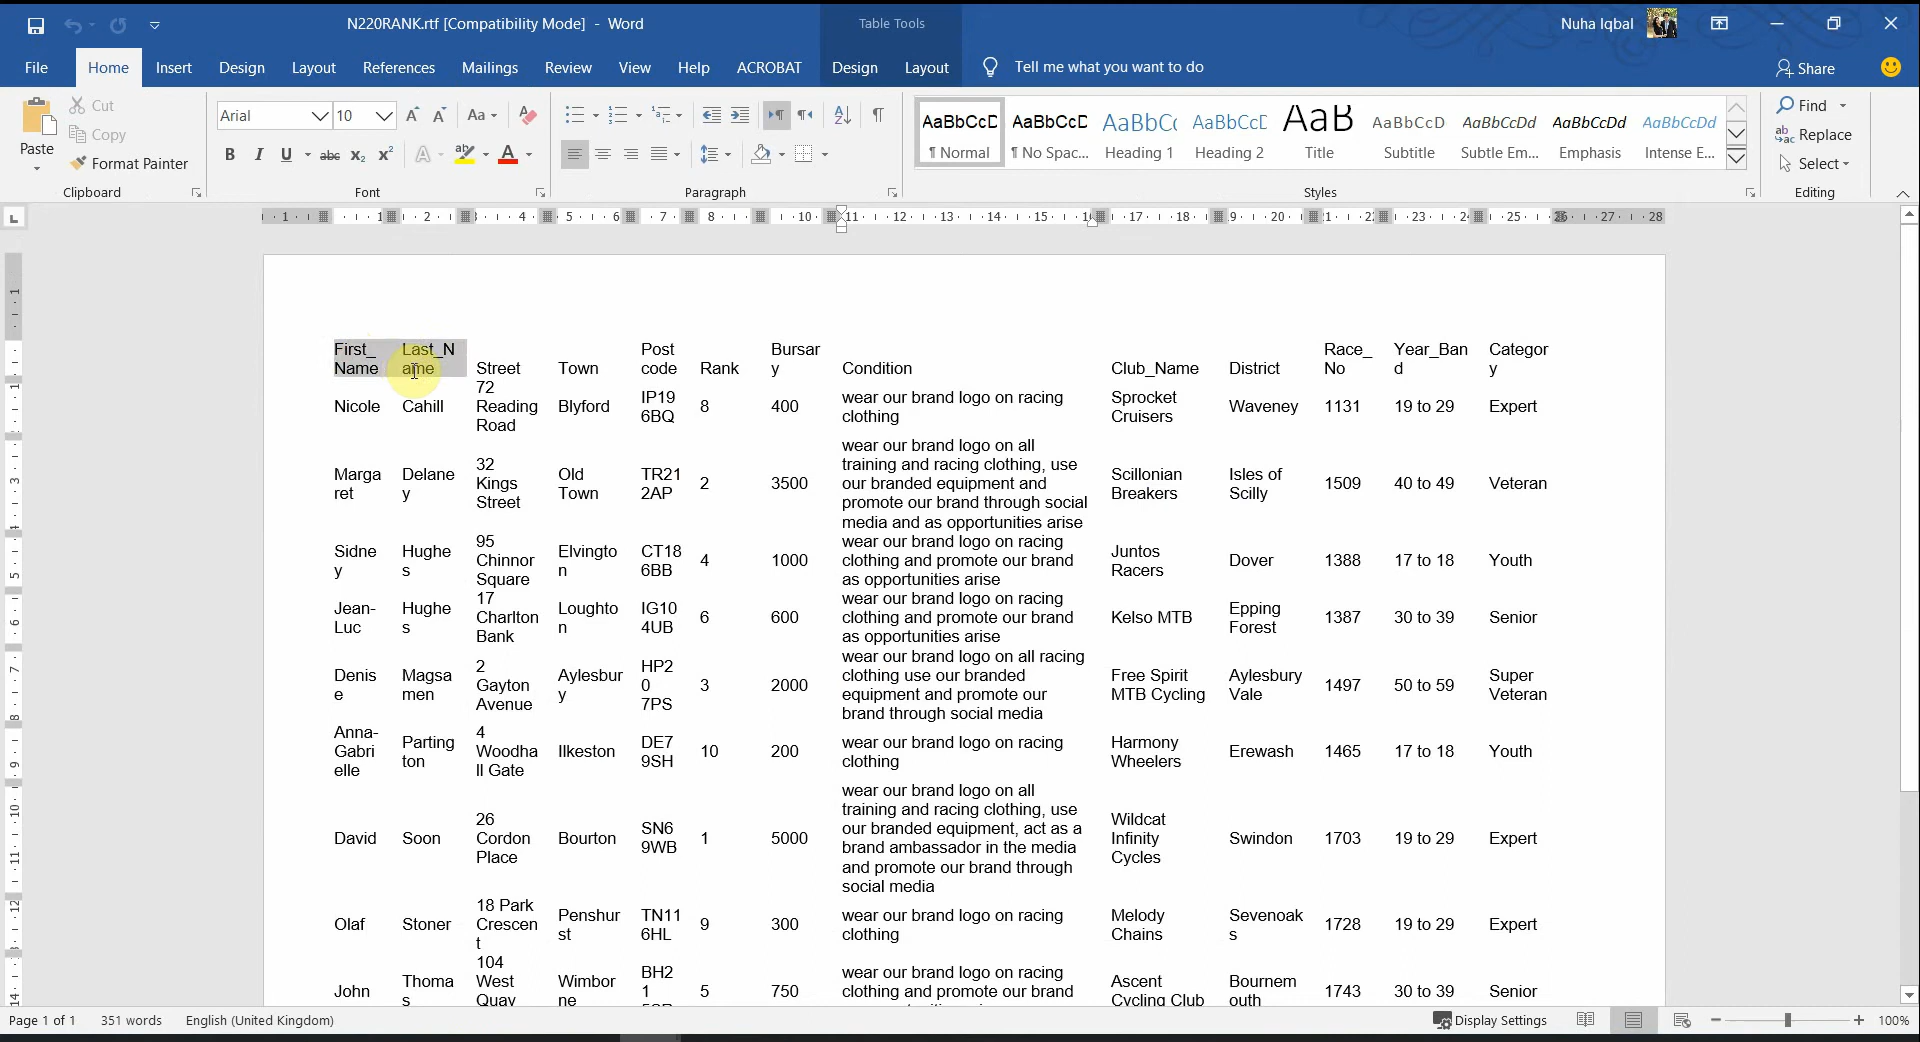 N220RANK.rtf [Compatibility Mode] - Word
Table Tools
Nuha Iqbal
File Home Insert Design Layout References Mailings Review View Help ACROBAT Design Layout Tell me what you want to do Share
Paste
Cut
Copy
Format Painter
Clipboard
Arial 10
Font
Paragraph
AaBbCcD ¶ Normal
AaBbCcD ¶ No Spac...
AaBbCc Heading 1
AaBbCcD Heading 2
AaB Title
AaBbCcD Subtitle
AaBbCcDd Subtle Em...
AaBbCcDd Emphasis
AaBbCcDd Intense E...
Styles
Find
Replace
Select
Editing
First_
Name
Last_N
ame
Street
Town
Post
code
Rank
Bursar
y
Condition
Club_Name
District
Race_
No
Year_Ban
d
Categor
y
Nicole
Cahill
72
Reading
Road
Blyford
IP19
6BQ
8
400
wear our brand logo on racing
clothing
Sprocket
Cruisers
Waveney
1131
19 to 29
Expert
Marga
ret
Delane
y
32
Kings
Street
Old
Town
TR21
2AP
2
3500
wear our brand logo on all
training and racing clothing, use
our branded equipment and
promote our brand through social
media and as opportunities arise
Scillonian
Breakers
Isles of
Scilly
1509
40 to 49
Veteran
Sidne
y
Hughe
s
95
Chinnor
Square
Elvingto
n
CT18
6BB
4
1000
wear our brand logo on racing
clothing and promote our brand
as opportunities arise
Juntos
Racers
Dover
1388
17 to 18
Youth
Jean-
Luc
Hughe
s
17
Charlton
Bank
Loughto
n
IG10
4UB
6
600
wear our brand logo on racing
clothing and promote our brand
as opportunities arise
Kelso MTB
Epping
Forest
1387
30 to 39
Senior
Denis
e
Magsa
men
2
Gayton
Avenue
Aylesbur
y
HP2
0
7PS
3
2000
wear our brand logo on all racing
clothing use our branded
equipment and promote our
brand through social media
Free Spirit
MTB Cycling
Aylesbury
Vale
1497
50 to 59
Super
Veteran
Anna-
Gabri
elle
Parting
ton
4
Woodha
ll Gate
Ilkeston
DE7
9SH
10
200
wear our brand logo on racing
clothing
Harmony
Wheelers
Erewash
1465
17 to 18
Youth
David
Soon
26
Cordon
Place
Bourton
SN6
9WB
1
5000
wear our brand logo on all
training and racing clothing, use
our branded equipment, act as a
brand ambassador in the media
and promote our brand through
social media
Wildcat
Infinity
Cycles
Swindon
1703
19 to 29
Expert
Olaf
Stoner
18 Park
Crescen
t
Penshur
st
TN11
6HL
9
300
wear our brand logo on racing
clothing
Melody
Chains
Sevenoak
s
1728
19 to 29
Expert
John
Thoma
s
104
West
Quay
Wimbor
ne
BH2
1
5
750
wear our brand logo on racing
clothing and promote our brand
Ascent
Cycling Club
Bournem
outh
1743
30 to 39
Senior
Page 1 of 1 351 words English (United Kingdom) Display Settings 100%